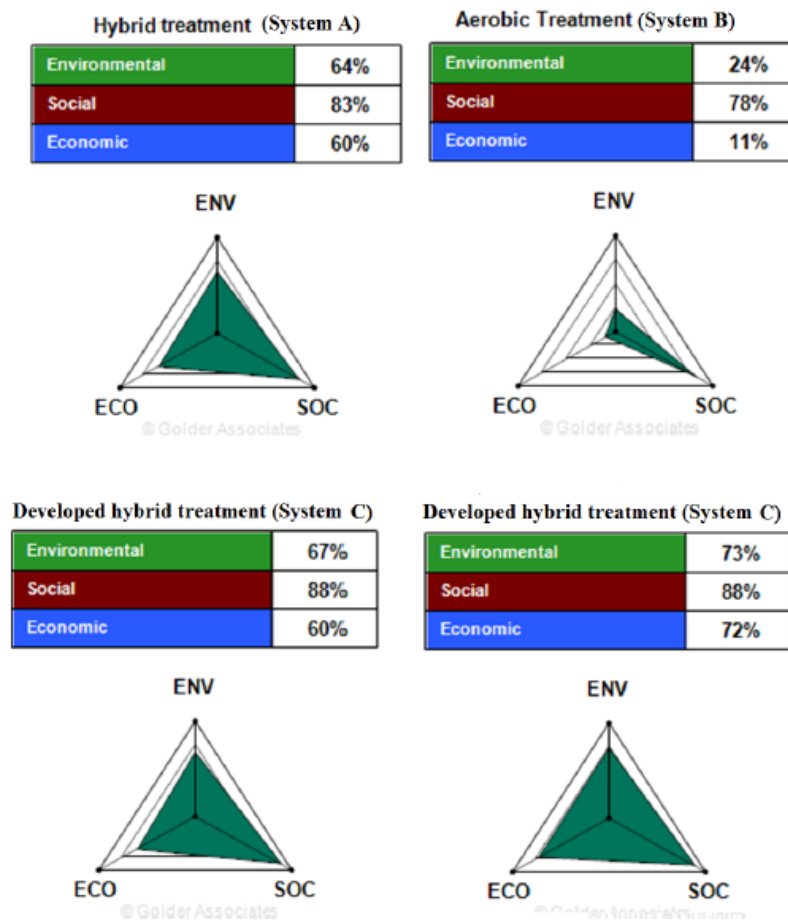 Hybrid treatment (System A)
Environmental 64%
Social 83%
Economic 60%
ENV
ECO SOC
© Golder Associates
Aerobic Treatment (System B)
Environmental 24%
Social 78%
Economic 11%
ENV
ECO SOC
© Golder Associates
Developed hybrid treatment (System C)
Environmental 67%
Social 88%
Economic 60%
ENV
ECO SOC
© Golder Associates
Developed hybrid treatment (System C)
Environmental 73%
Social 88%
Economic 72%
ENV
ECO SOC
© Golder